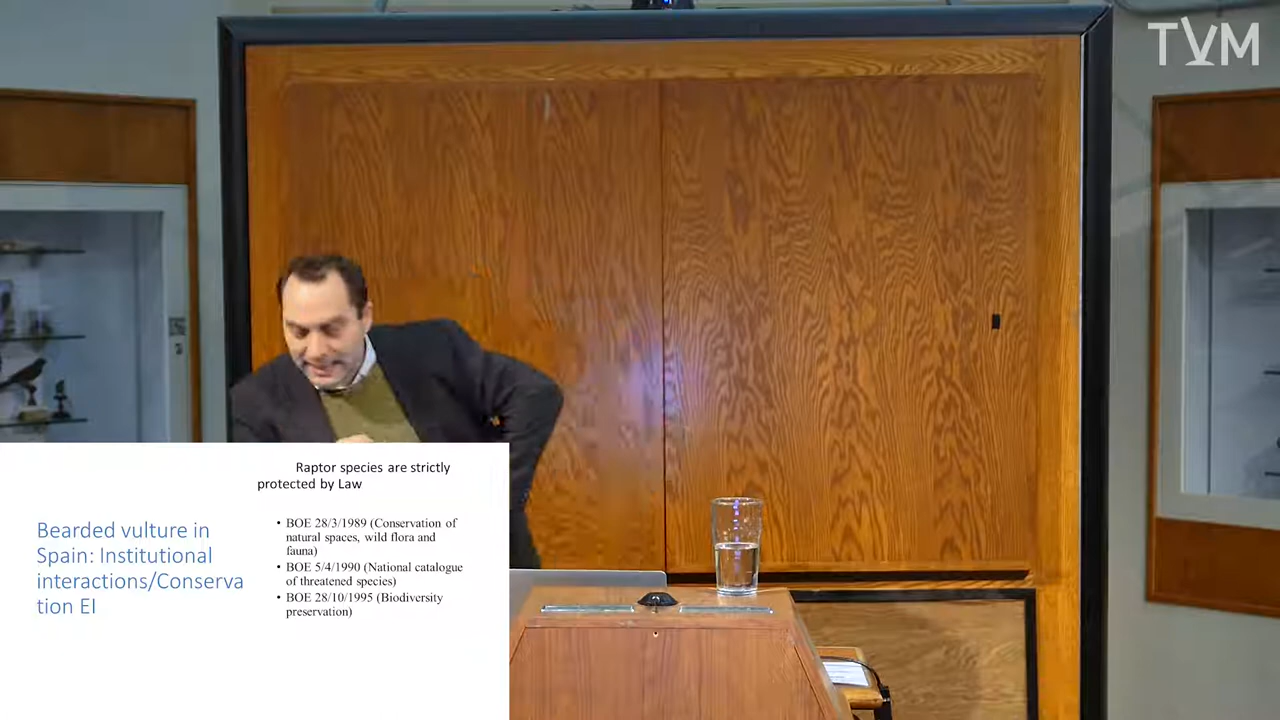 TVM
Raptor species are strictly
protected by Law
Bearded vulture in
Spain: Institutional
interactions/Conserva
tion EI
• BOE 28/3/1989 (Conservation of
natural spaces, wild flora and
fauna)
• BOE 5/4/1990 (National catalogue
of threatened species)
• BOE 28/10/1995 (Biodiversity
preservation)